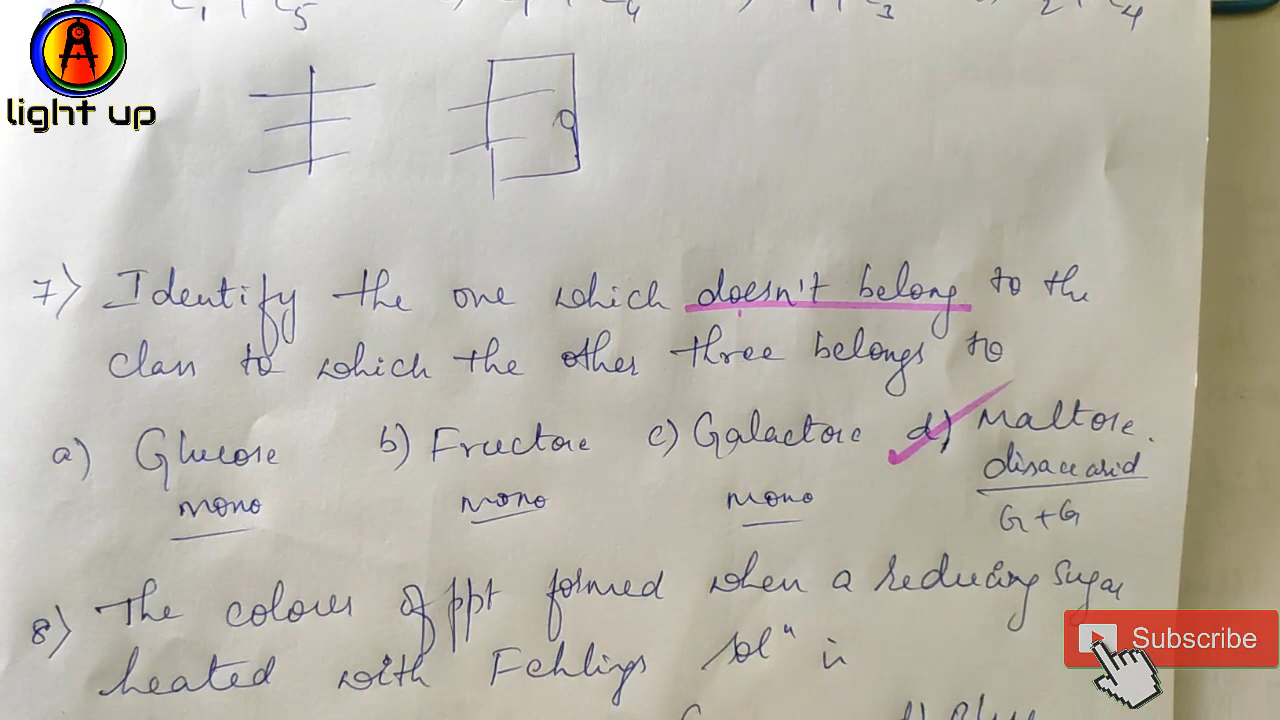 light up
7) Identify the one which doesn't belong to the
class to which the other three belongs to
a) Glucose b) Fructose c) Galactose d) Maltose.
mono mono mono disaccarid
G+G
8) The colour of ppt formed when a reducing sugar
heated with Fehlings solⁿ is
Subscribe